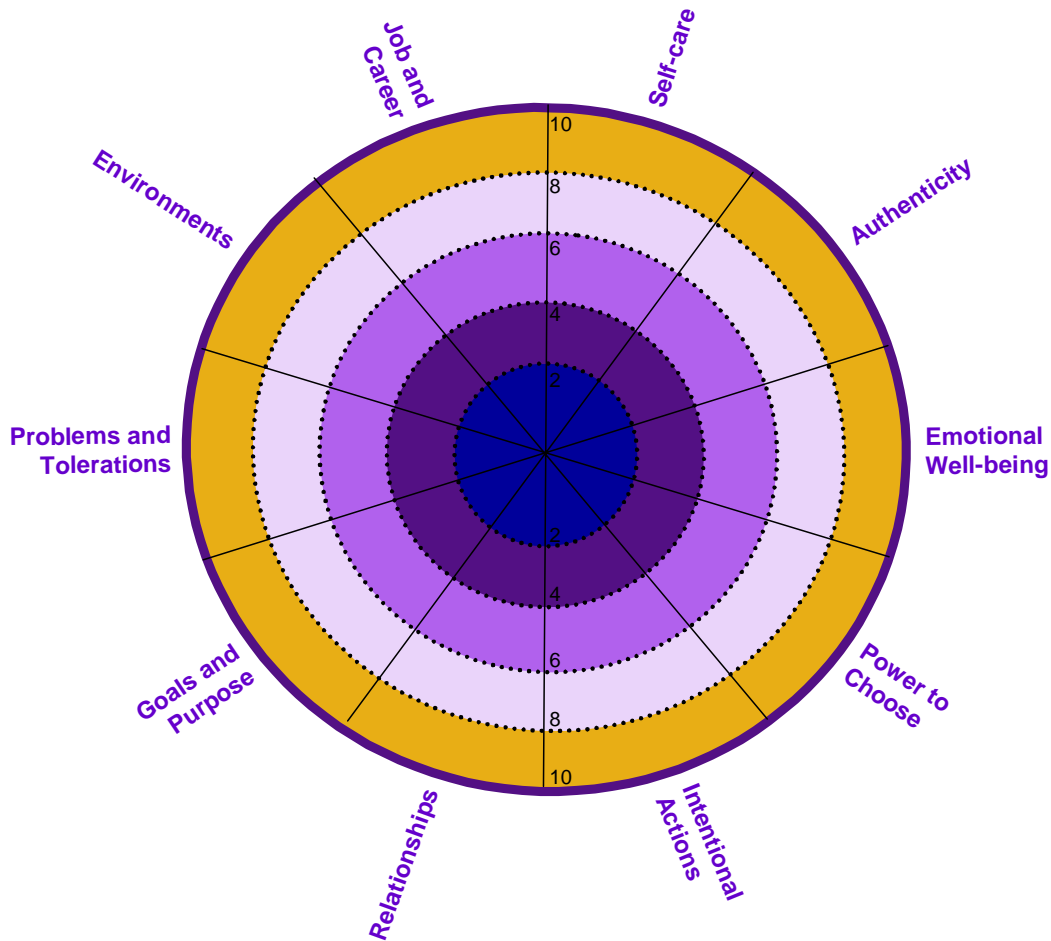 Job and
Career
Self-care
Environments
Authenticity
10
8
6
4
2
Problems and
Tolerations
Emotional
Well-being
2
4
6
8
10
Goals and
Purpose
Power to
Choose
Relationships
Intentional
Actions